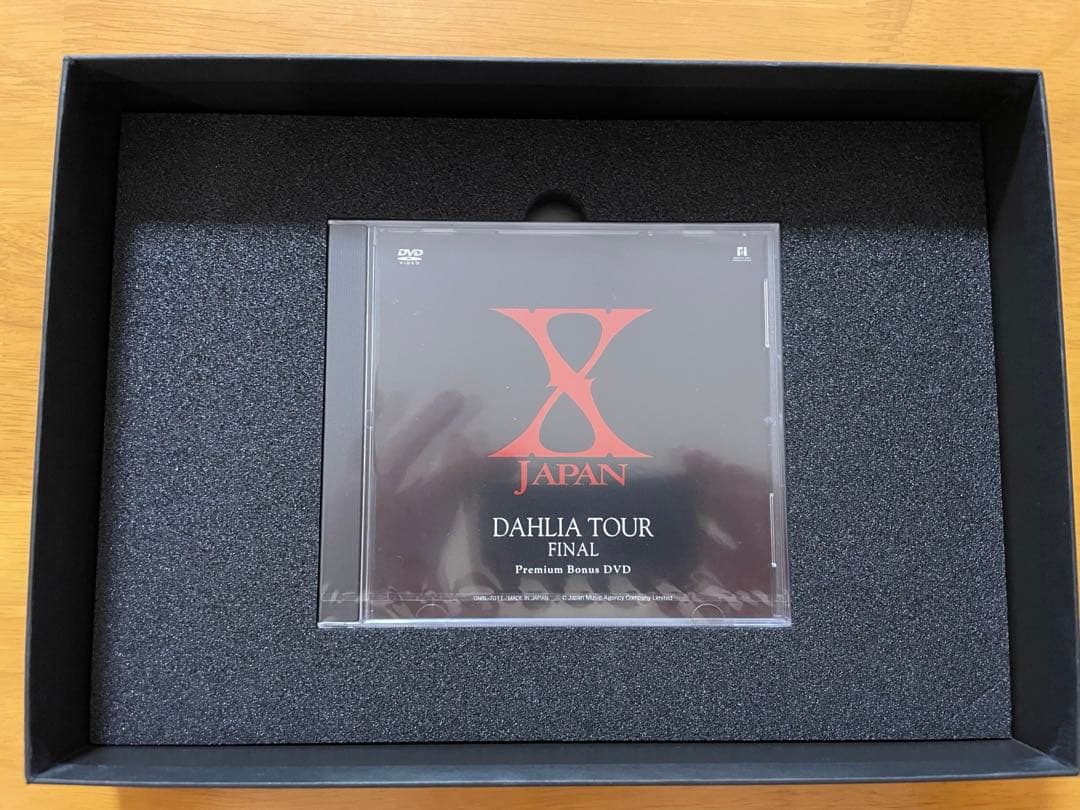 DVD
VIDEO
X
JAPAN
DAHLIA TOUR
FINAL
Premium Bonus DVD
MADE IN JAPAN © Japan Music Agency Company Limited